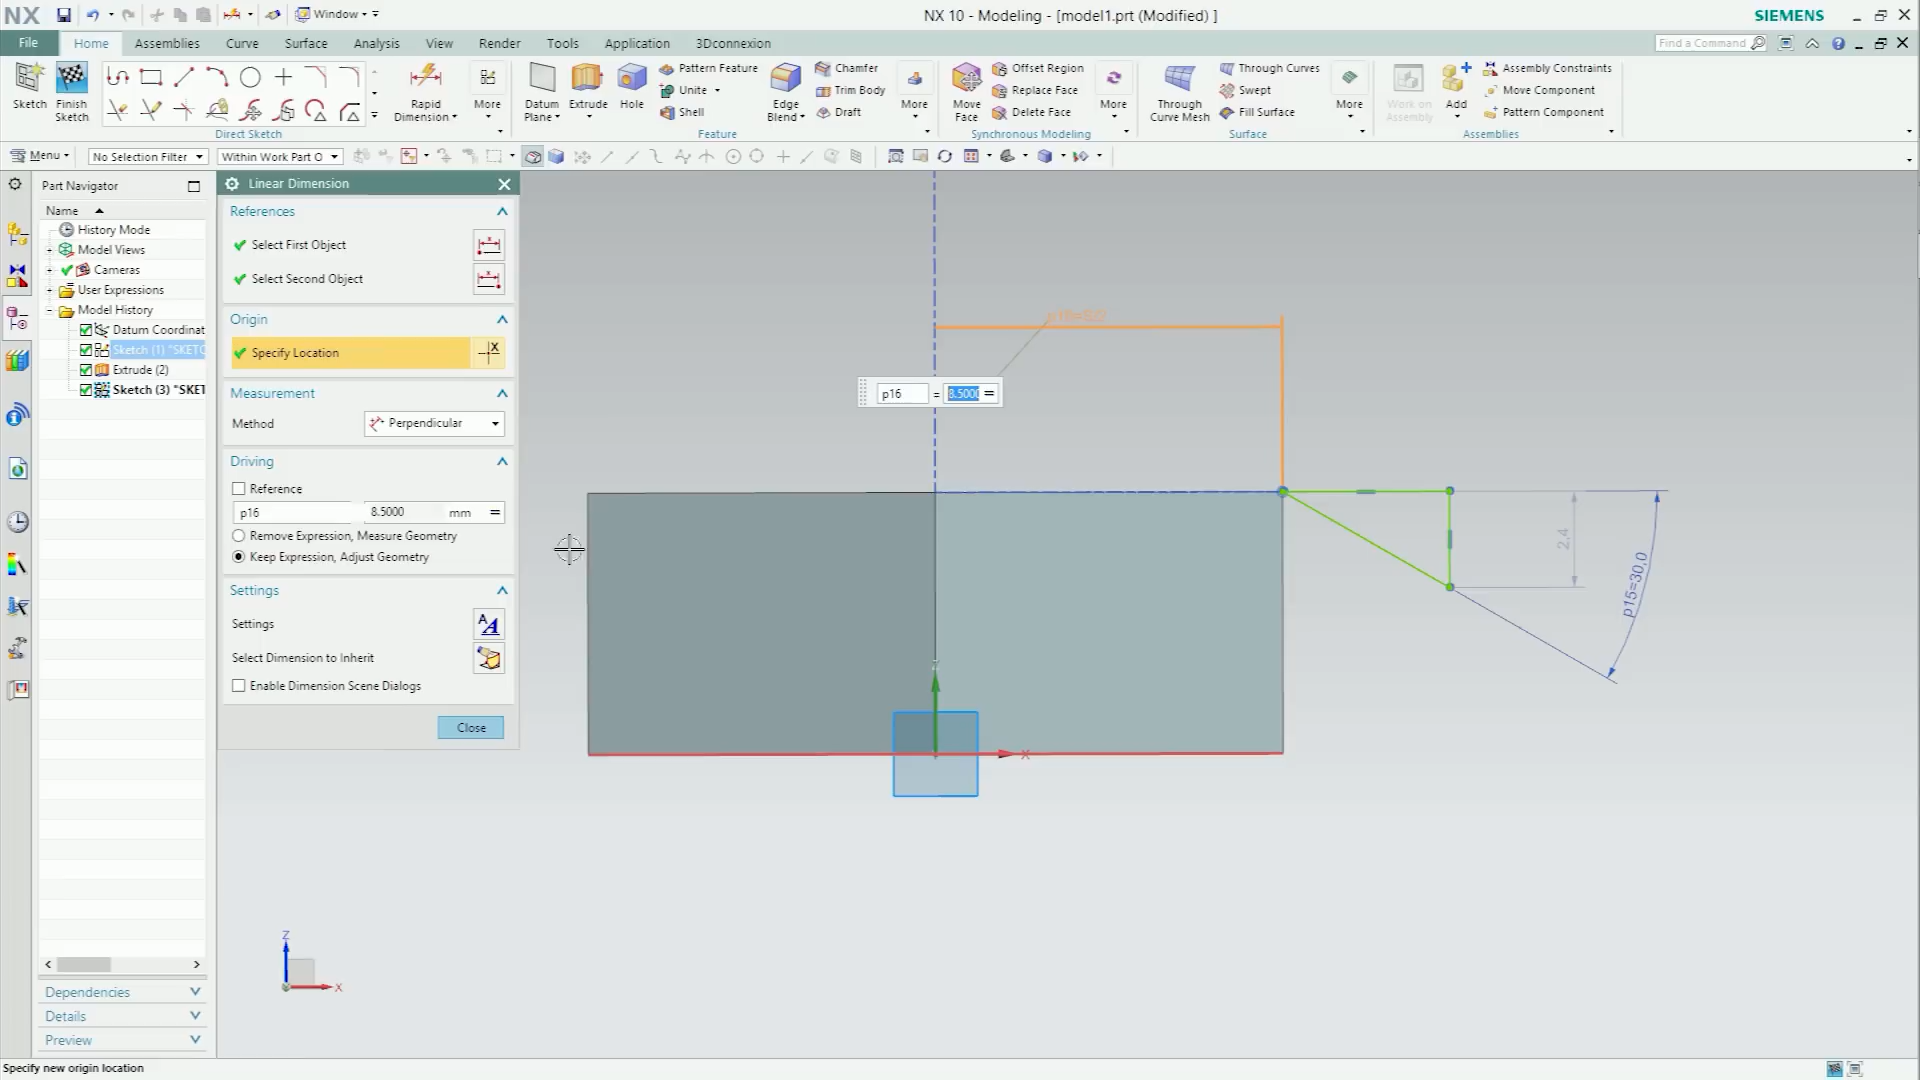 NX
Window
NX 10 - Modeling - [model1.prt (Modified) ]
SIEMENS
File
Home
Assemblies
Curve
Surface
Analysis
View
Render
Tools
Application
3Dconnexion
Find a Command
Sketch
Finish Sketch
Rapid Dimension
More
Direct Sketch
Datum Plane
Extrude
Hole
Pattern Feature
Unite
Shell
Edge Blend
Chamfer
Trim Body
Draft
More
Feature
Move Face
Offset Region
Replace Face
Delete Face
More
Synchronous Modeling
Through Curve Mesh
Through Curves
Swept
Fill Surface
More
Surface
Work on Assembly
Add
Assembly Constraints
Move Component
Pattern Component
Assemblies
Menu
No Selection Filter
Within Work Part O
Part Navigator
Name
History Mode
Model Views
Cameras
User Expressions
Model History
Datum Coordinat
Sketch (1) "SKETC
Extrude (2)
Sketch (3) "SKET
Dependencies
Details
Preview
Linear Dimension
References
Select First Object
Select Second Object
Origin
Specify Location
Measurement
Method
Perpendicular
Driving
Reference
p16
8.5000
mm
=
Remove Expression, Measure Geometry
Keep Expression, Adjust Geometry
Settings
Settings
Select Dimension to Inherit
Enable Dimension Scene Dialogs
Close
p16
=
8.5000
=
2,4
p15=30,0
X
Z
X
Specify new origin location